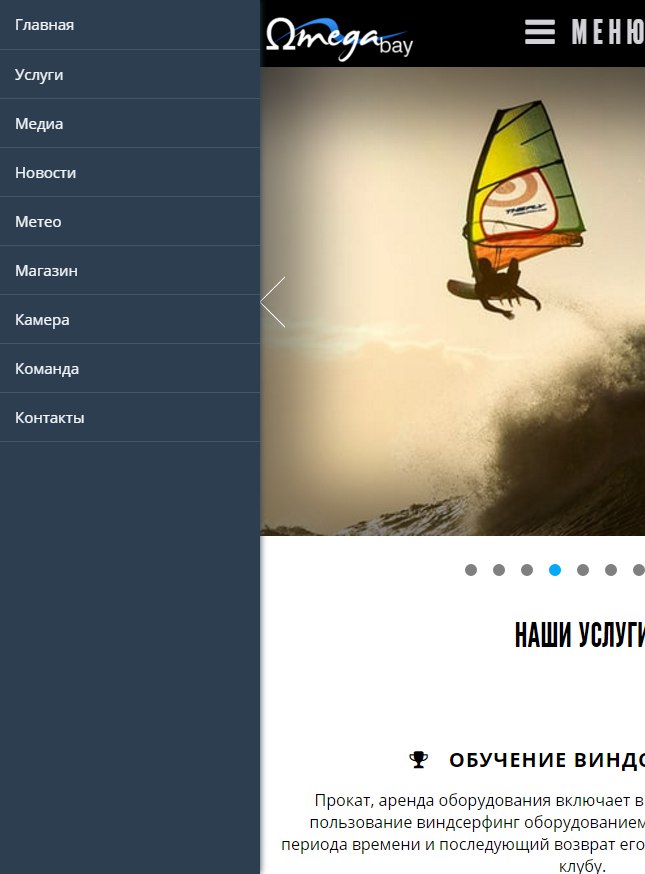 Главная
Услуги
Медиа
Новости
Метео
Магазин
Камера
Команда
Контакты
Ωmega bay
МЕНЮ
НАШИ УСЛУГИ
ОБУЧЕНИЕ
Прокат, аренда оборудования включает в
пользование виндсерфинг оборудованием
периода времени и последующий возврат его
клубу.